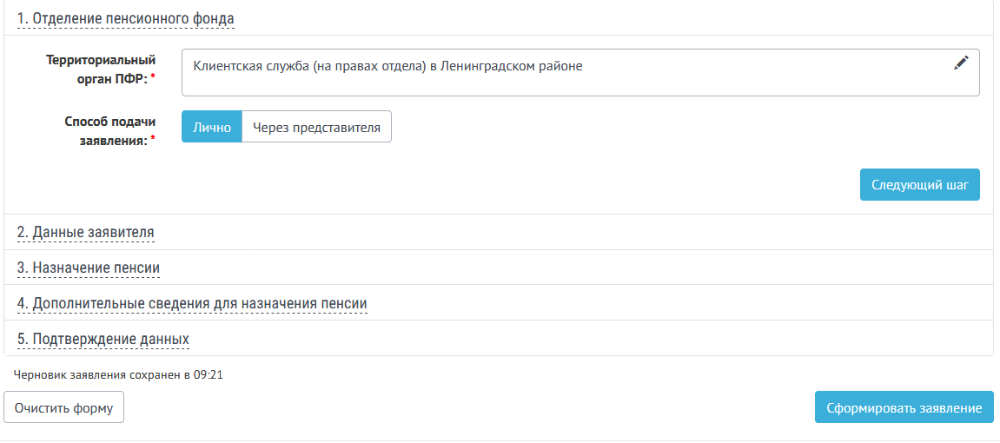 1. Отделение пенсионного фонда
Территориальный
орган ПФР: *
Клиентская служба (на правах отдела) в Ленинградском районе
Способ подачи
заявления: *
Лично
Через представителя
Следующий шаг
2. Данные заявителя
3. Назначение пенсии
4. Дополнительные сведения для назначения пенсии
5. Подтверждение данных
Черновик заявления сохранен в 09:21
Очистить форму
Сформировать заявление